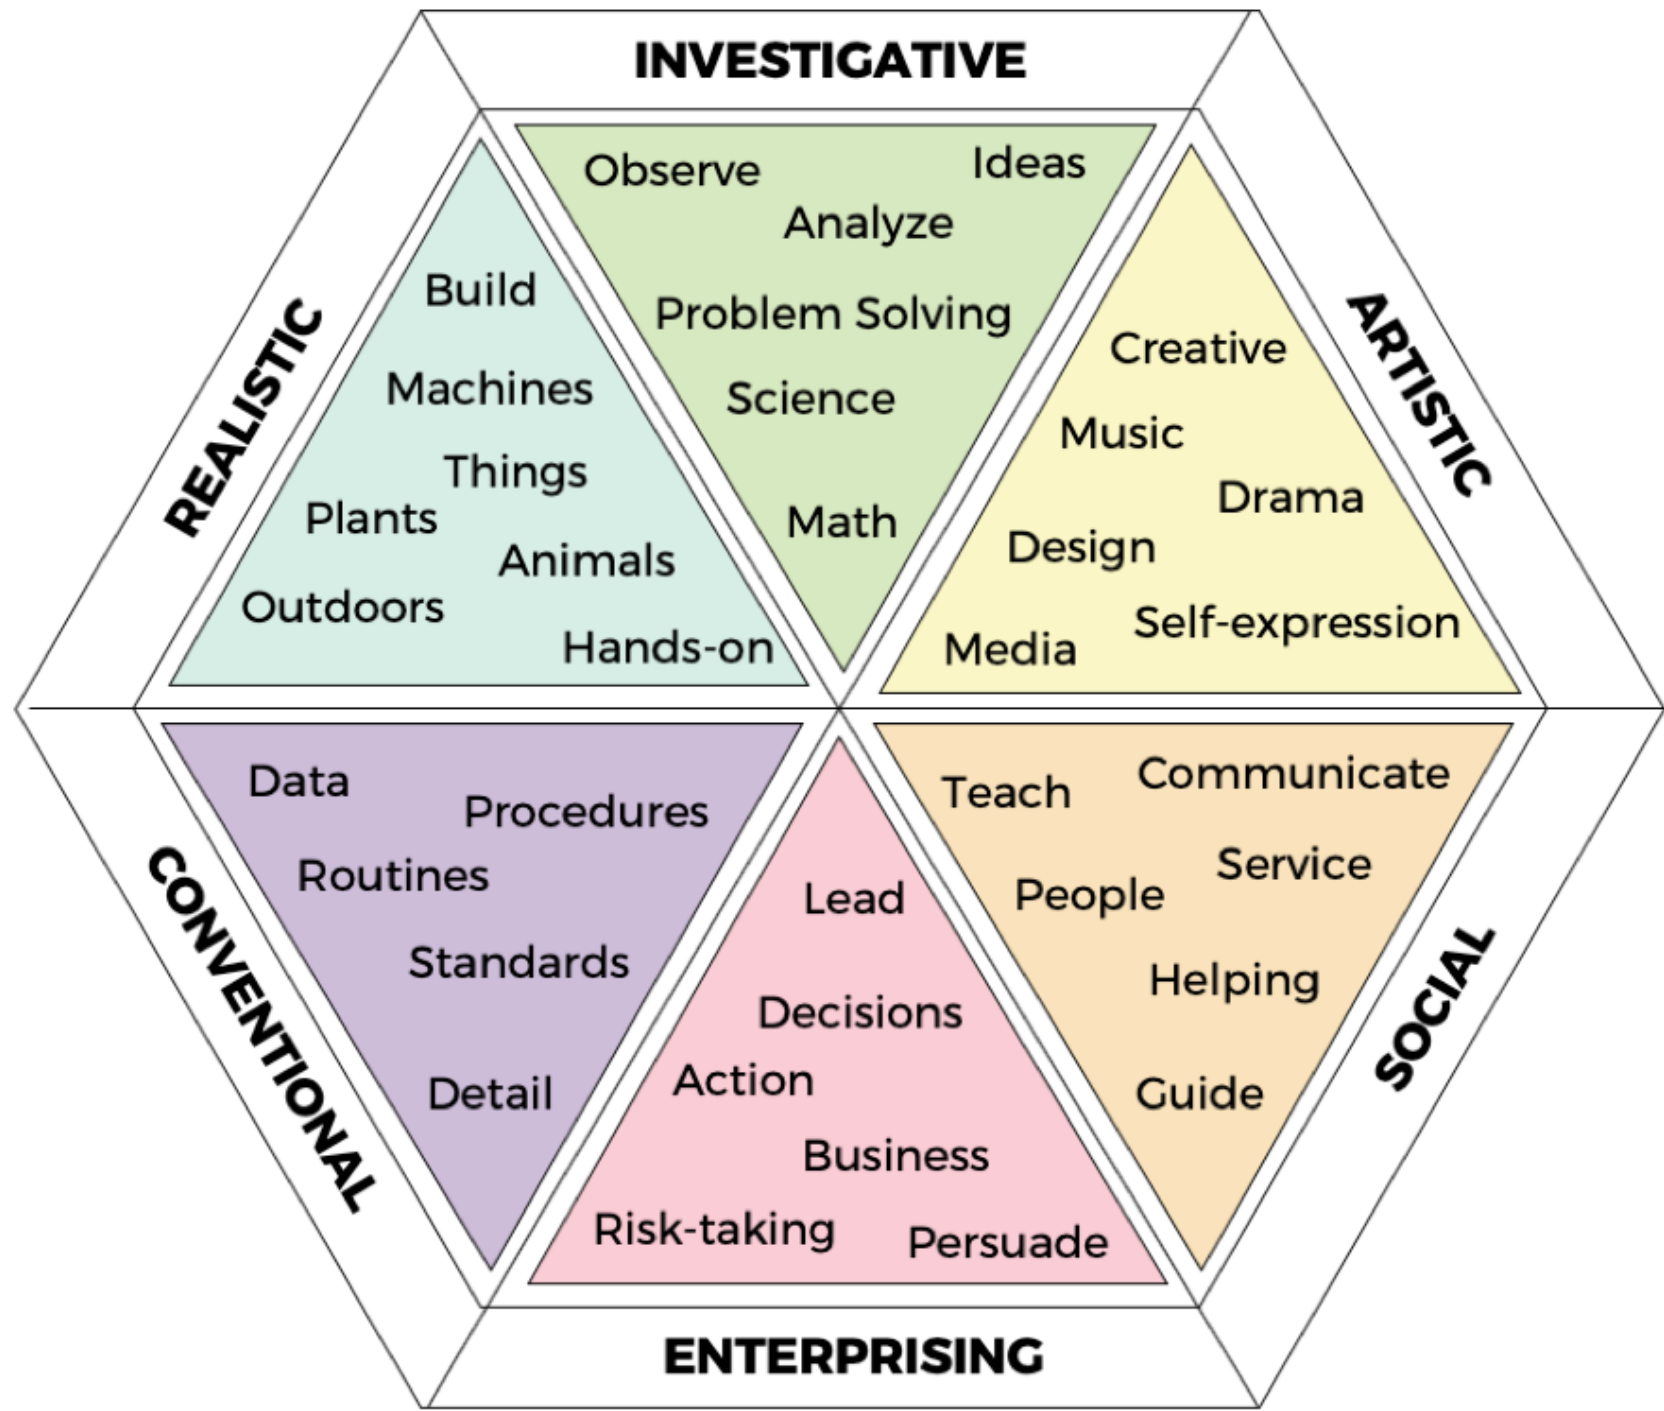 INVESTIGATIVE
Observe
Ideas
Analyze
Problem Solving
Science
Math
REALISTIC
Build
Machines
Things
Plants
Animals
Outdoors
Hands-on
ARTISTIC
Creative
Music
Drama
Design
Self-expression
Media
CONVENTIONAL
Data
Procedures
Routines
Standards
Detail
ENTERPRISING
Lead
Decisions
Action
Business
Risk-taking
Persuade
SOCIAL
Teach
Communicate
Service
People
Helping
Guide